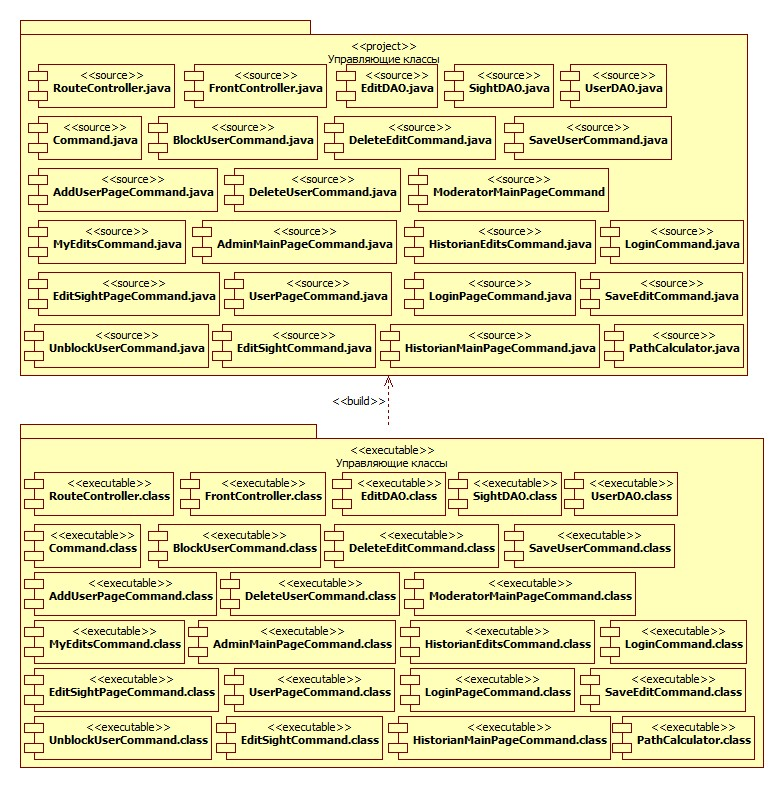 <<project>>
Управляющие классы
<<source>> <<source>> <<source>> <<source>> <<source>>
RouteController.java FrontController.java EditDAO.java SightDAO.java UserDAO.java
<<source>> <<source>> <<source>> <<source>>
Command.java BlockUserCommand.java DeleteEditCommand.java SaveUserCommand.java
<<source>> <<source>> <<source>>
AddUserPageCommand.java DeleteUserCommand.java ModeratorMainPageCommand
<<source>> <<source>> <<source>> <<source>>
MyEditsCommand.java AdminMainPageCommand.java HistorianEditsCommand.java LoginCommand.java
<<source>> <<source>> <<source>> <<source>>
EditSightPageCommand.java UserPageCommand.java LoginPageCommand.java SaveEditCommand.java
<<source>> <<source>> <<source>> <<source>>
UnblockUserCommand.java EditSightCommand.java HistorianMainPageCommand.java PathCalculator.java
<<build>>
<<executable>>
Управляющие классы
<<executable>> <<executable>> <<executable>> <<executable>> <<executable>>
RouteController.class FrontController.class EditDAO.class SightDAO.class UserDAO.class
<<executable>> <<executable>> <<executable>> <<executable>>
Command.class BlockUserCommand.class DeleteEditCommand.class SaveUserCommand.class
<<executable>> <<executable>> <<executable>>
AddUserPageCommand.class DeleteUserCommand.class ModeratorMainPageCommand.class
<<executable>> <<executable>> <<executable>> <<executable>>
MyEditsCommand.class AdminMainPageCommand.class HistorianEditsCommand.class LoginCommand.class
<<executable>> <<executable>> <<executable>> <<executable>>
EditSightPageCommand.class UserPageCommand.class LoginPageCommand.class SaveEditCommand.class
<<executable>> <<executable>> <<executable>> <<executable>>
UnblockUserCommand.class EditSightCommand.class HistorianMainPageCommand.class PathCalculator.class